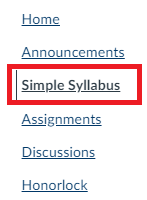 Home
Announcements
Simple Syllabus
Assignments
Discussions
Honorlock